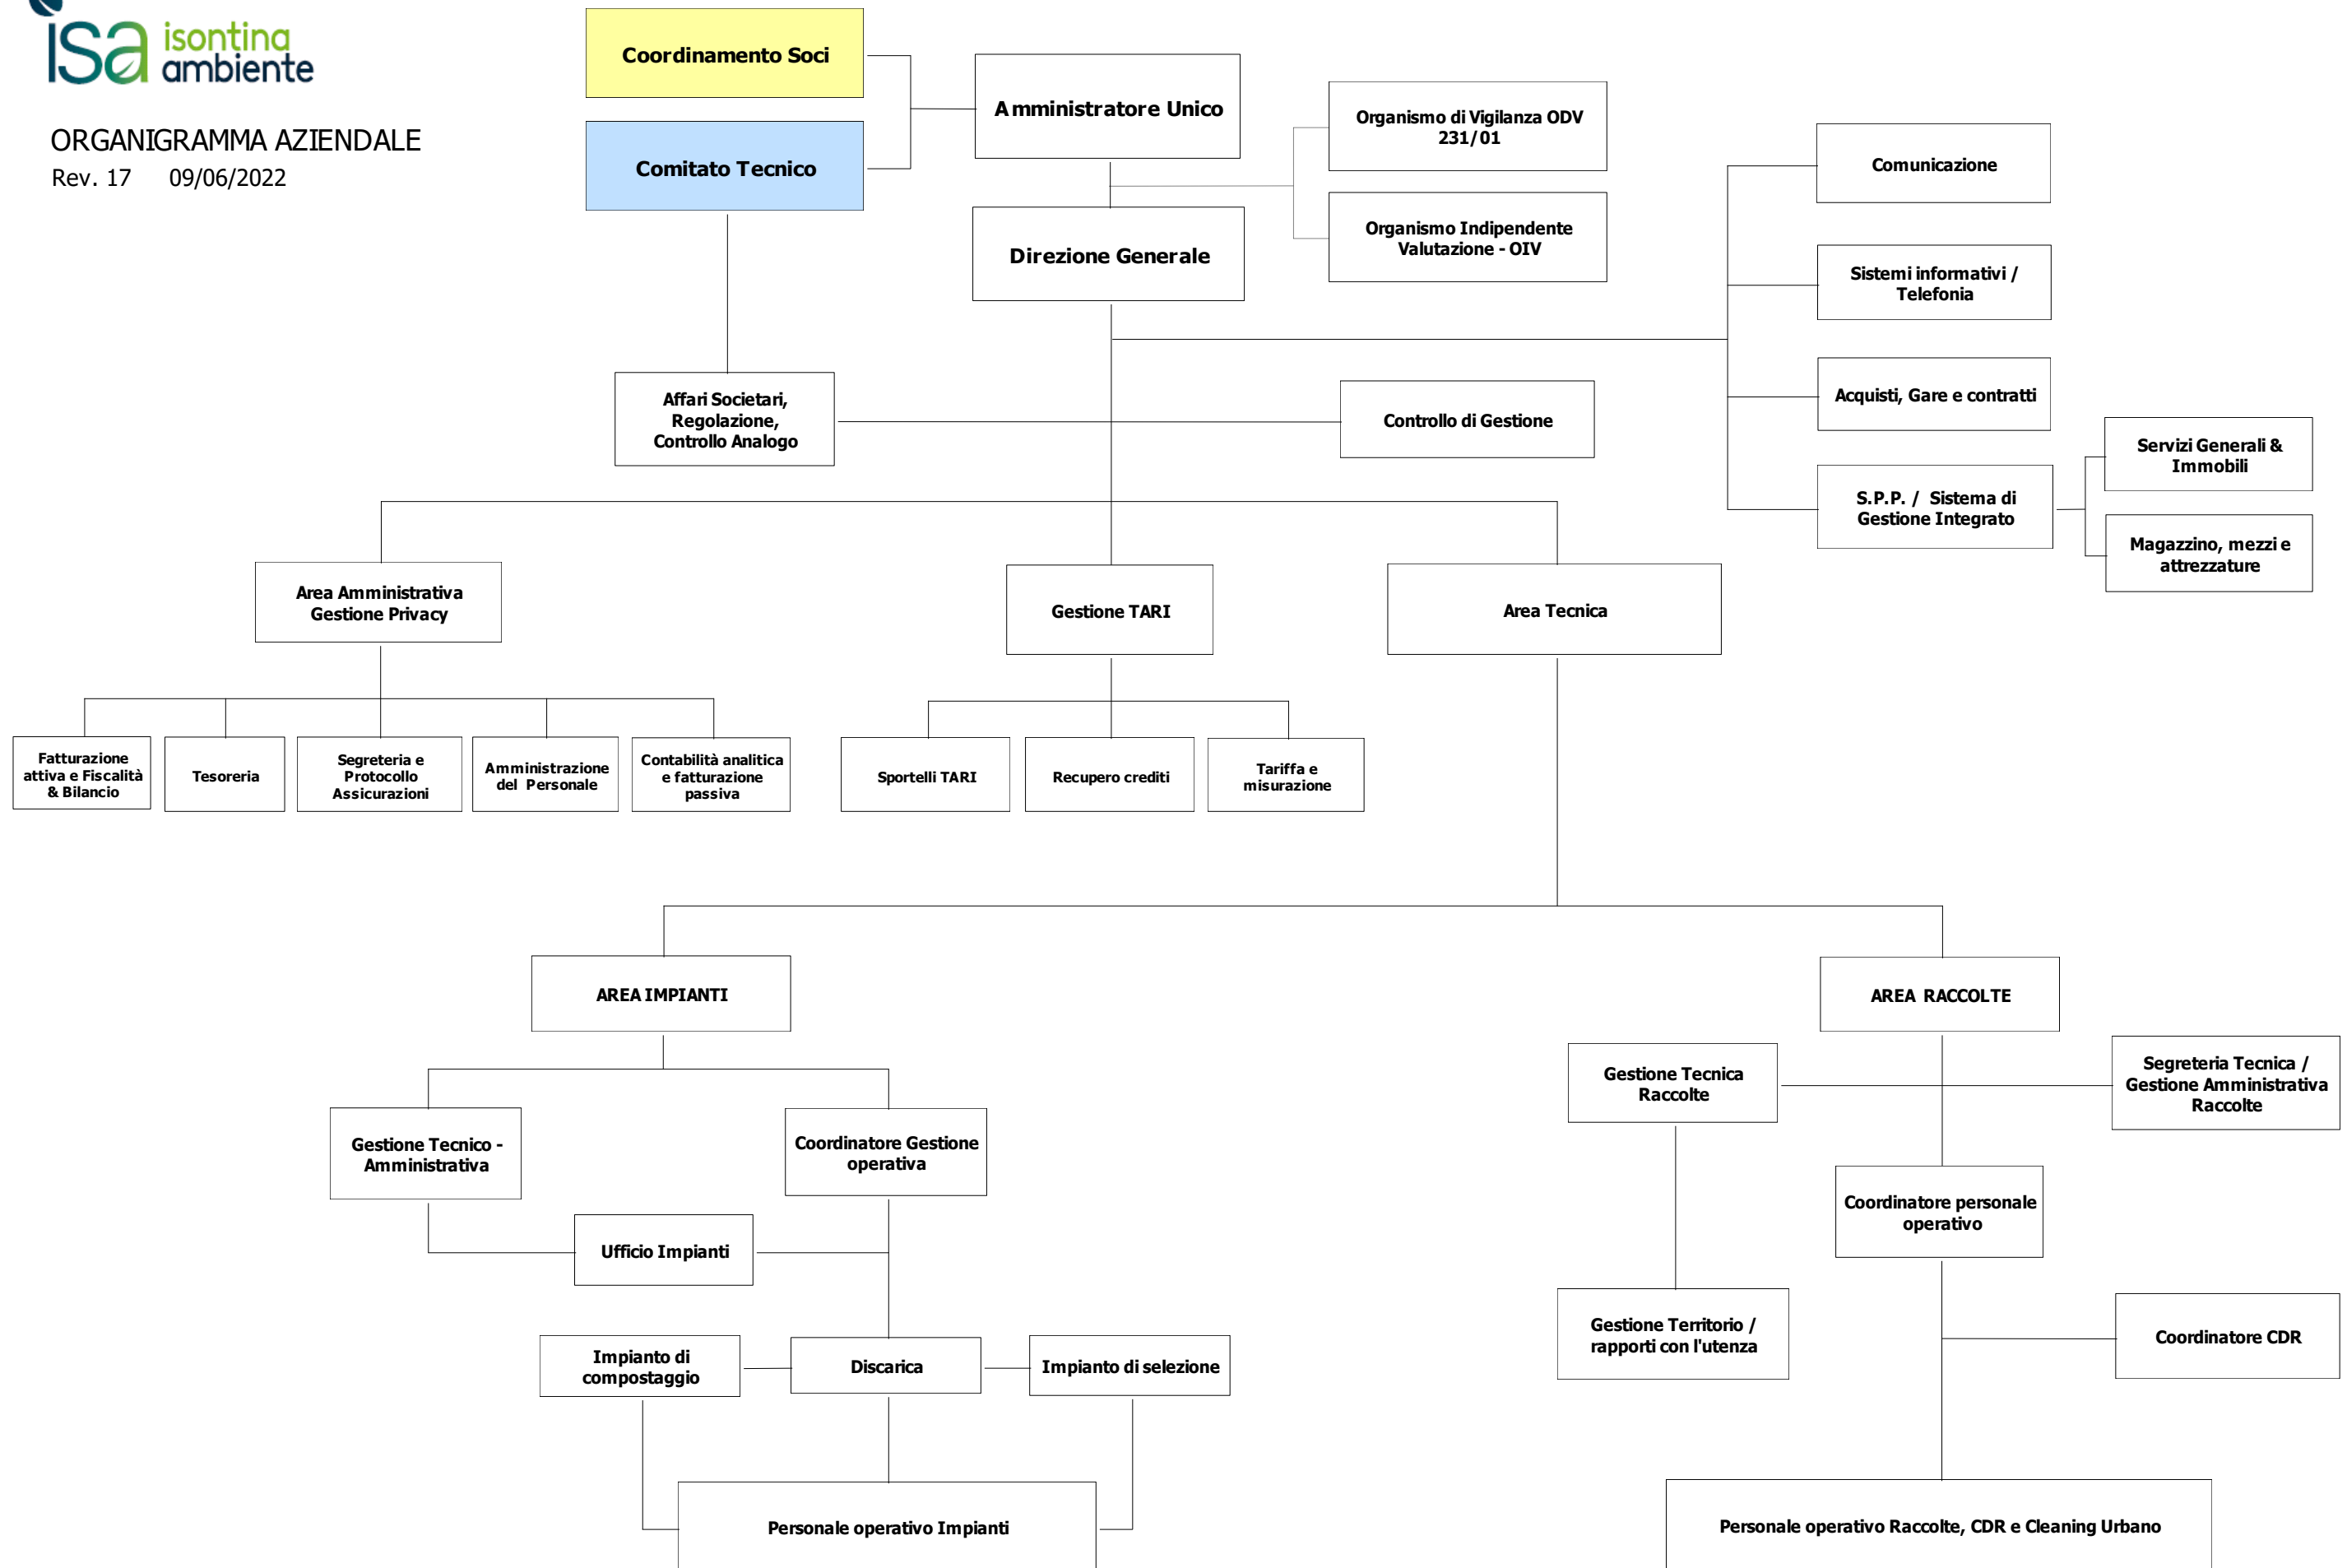 isa isontina
ambiente
ORGANIGRAMMA AZIENDALE
Rev. 17 09/06/2022
Coordinamento Soci
Comitato Tecnico
Amministratore Unico
Direzione Generale
Organismo di Vigilanza ODV
231/01
Organismo Indipendente
Valutazione - OIV
Comunicazione
Sistemi informativi /
Telefonia
Acquisti, Gare e contratti
S.P.P. / Sistema di
Gestione Integrato
Servizi Generali &
Immobili
Magazzino, mezzi e
attrezzature
Affari Societari,
Regolazione,
Controllo Analogo
Controllo di Gestione
Area Amministrativa
Gestione Privacy
Gestione TARI
Area Tecnica
Fatturazione
attiva e Fiscalità
& Bilancio
Tesoreria
Segreteria e
Protocollo
Assicurazioni
Amministrazione
del Personale
Contabilità analitica
e fatturazione
passiva
Sportelli TARI
Recupero crediti
Tariffa e
misurazione
AREA IMPIANTI
AREA RACCOLTE
Gestione Tecnico -
Amministrativa
Coordinatore Gestione
operativa
Ufficio Impianti
Impianto di
compostaggio
Discarica
Impianto di selezione
Personale operativo Impianti
Gestione Tecnica
Raccolte
Segreteria Tecnica /
Gestione Amministrativa
Raccolte
Coordinatore personale
operativo
Gestione Territorio /
rapporti con l'utenza
Coordinatore CDR
Personale operativo Raccolte, CDR e Cleaning Urbano